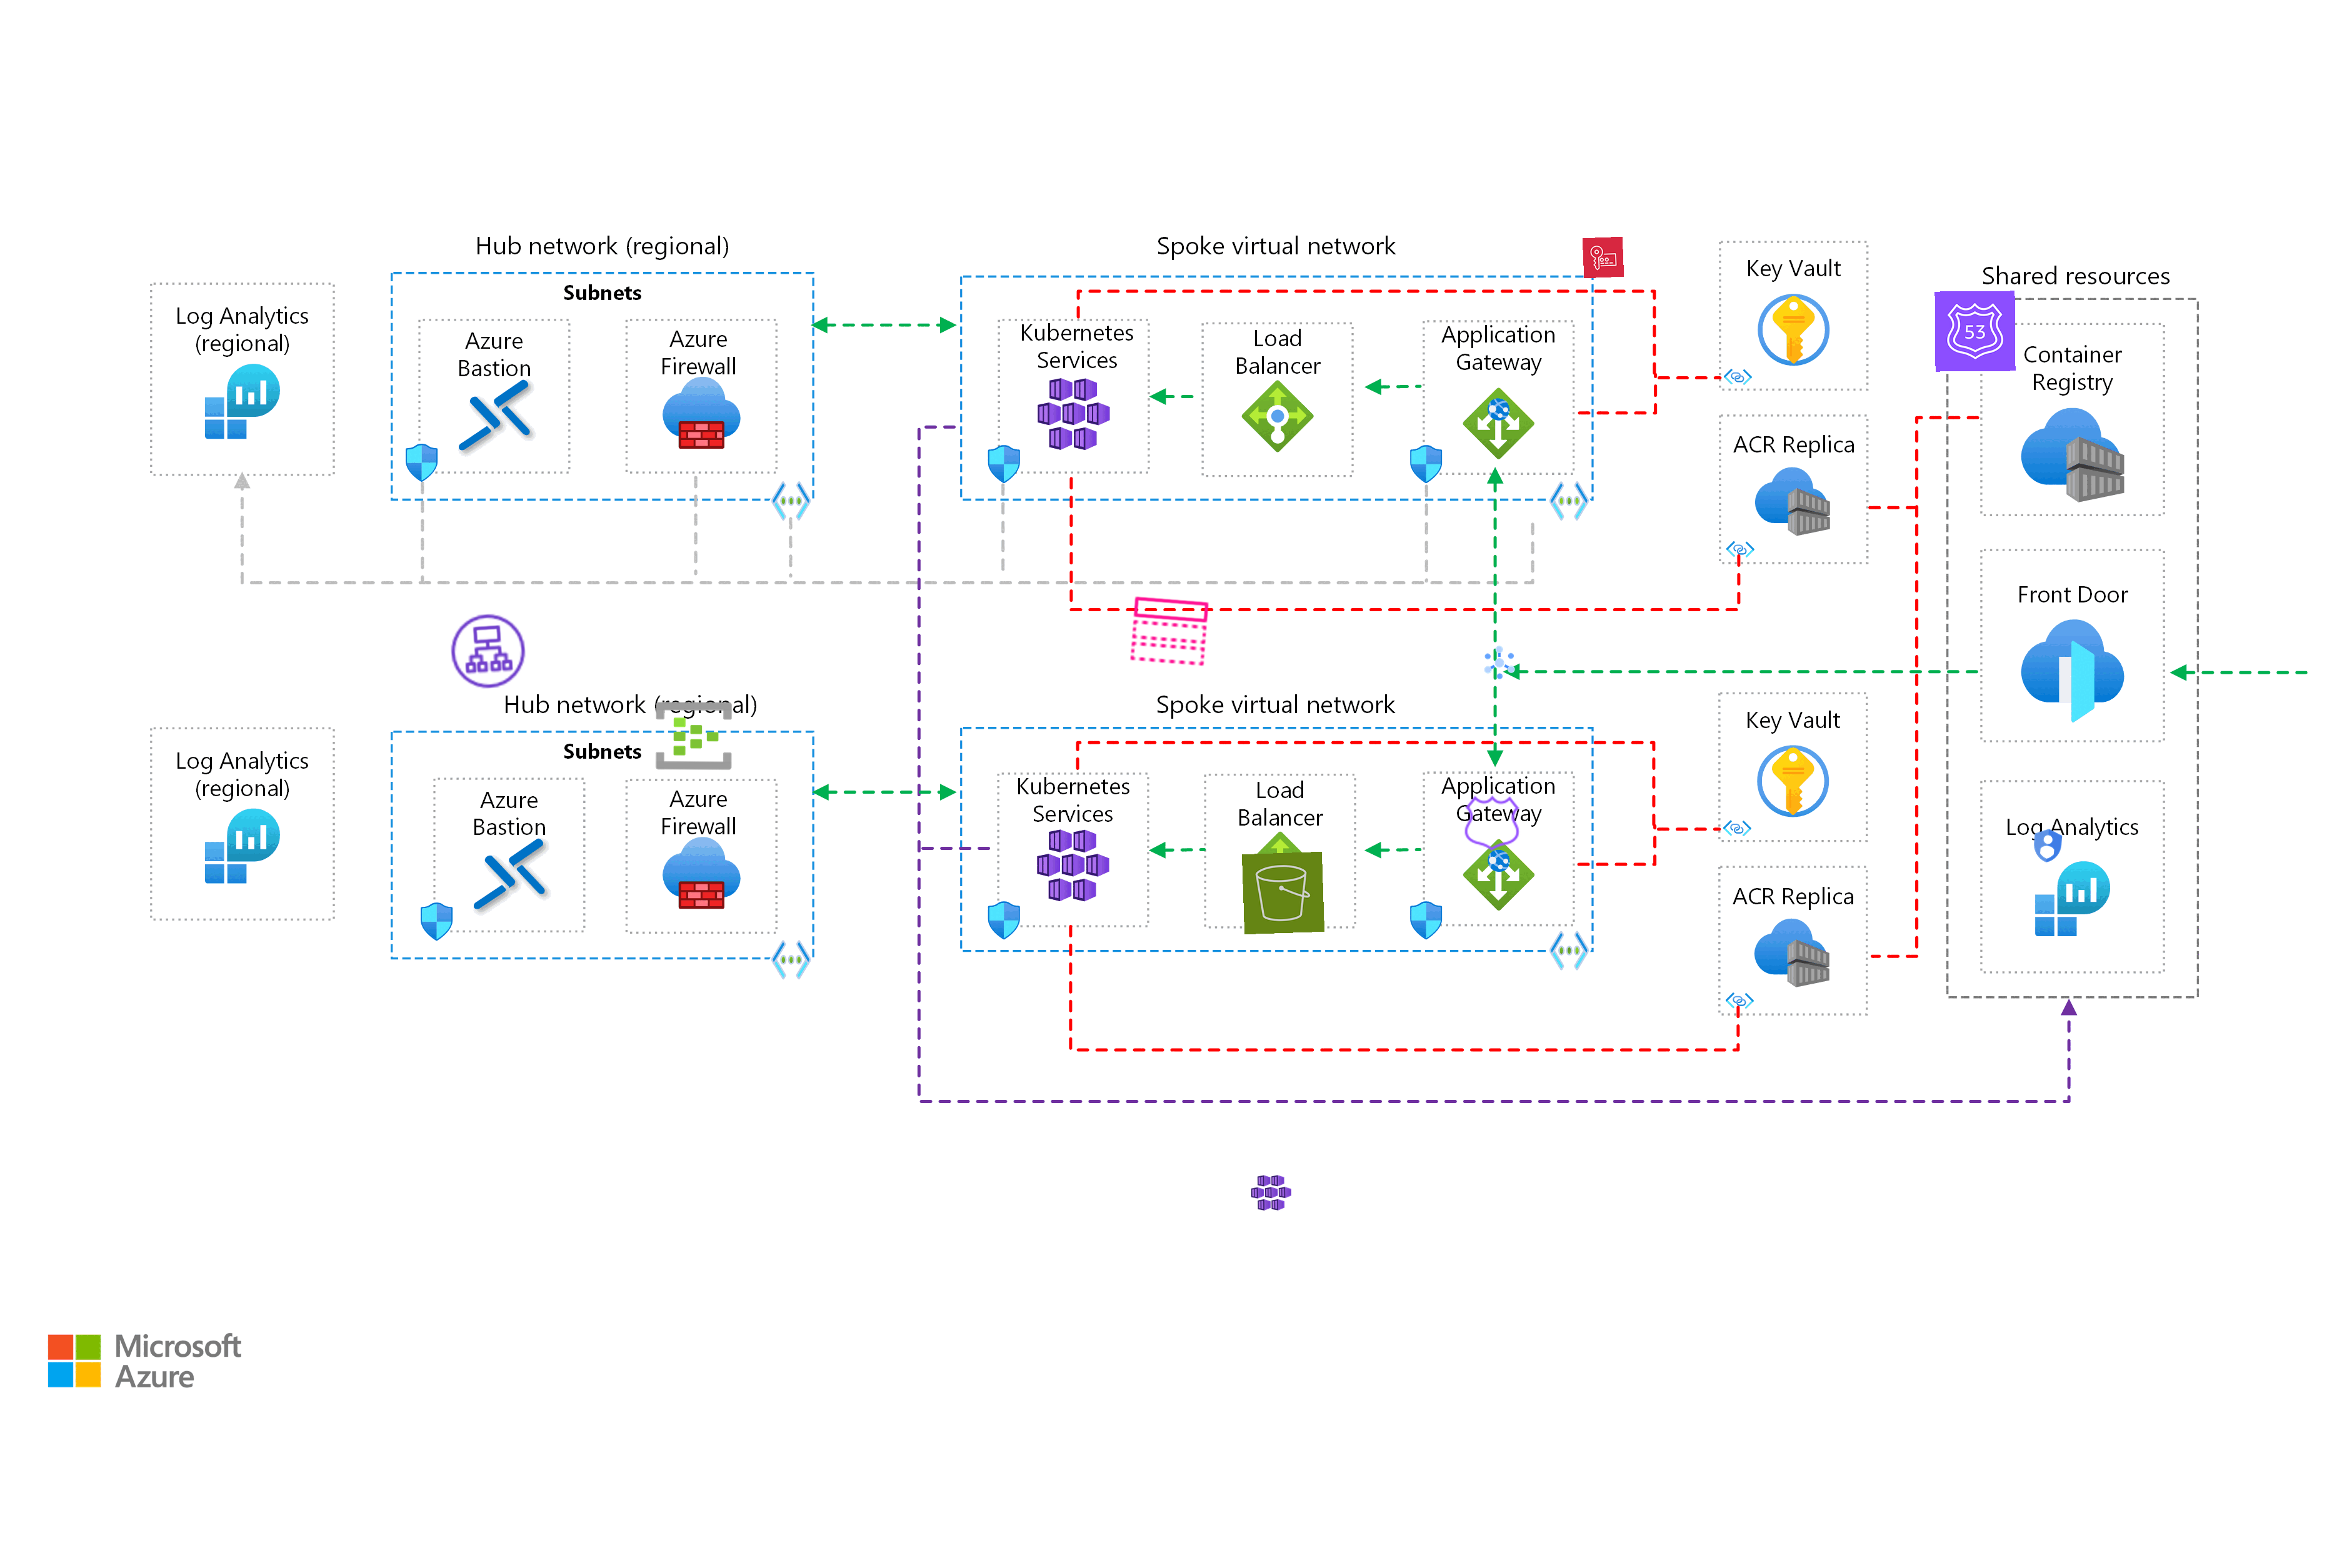 Hub network (regional)
Spoke virtual network
Shared resources
Log Analytics
(regional)
Subnets
Azure
Bastion
Azure
Firewall
Kubernetes
Services
Load
Balancer
Application
Gateway
Key Vault
ACR Replica
53
Container
Registry
Front Door
Log Analytics
Hub network (regional)
Spoke virtual network
Log Analytics
(regional)
Subnets
Azure
Bastion
Azure
Firewall
Kubernetes
Services
Load
Balancer
Application
Gateway
Key Vault
ACR Replica
Microsoft
Azure